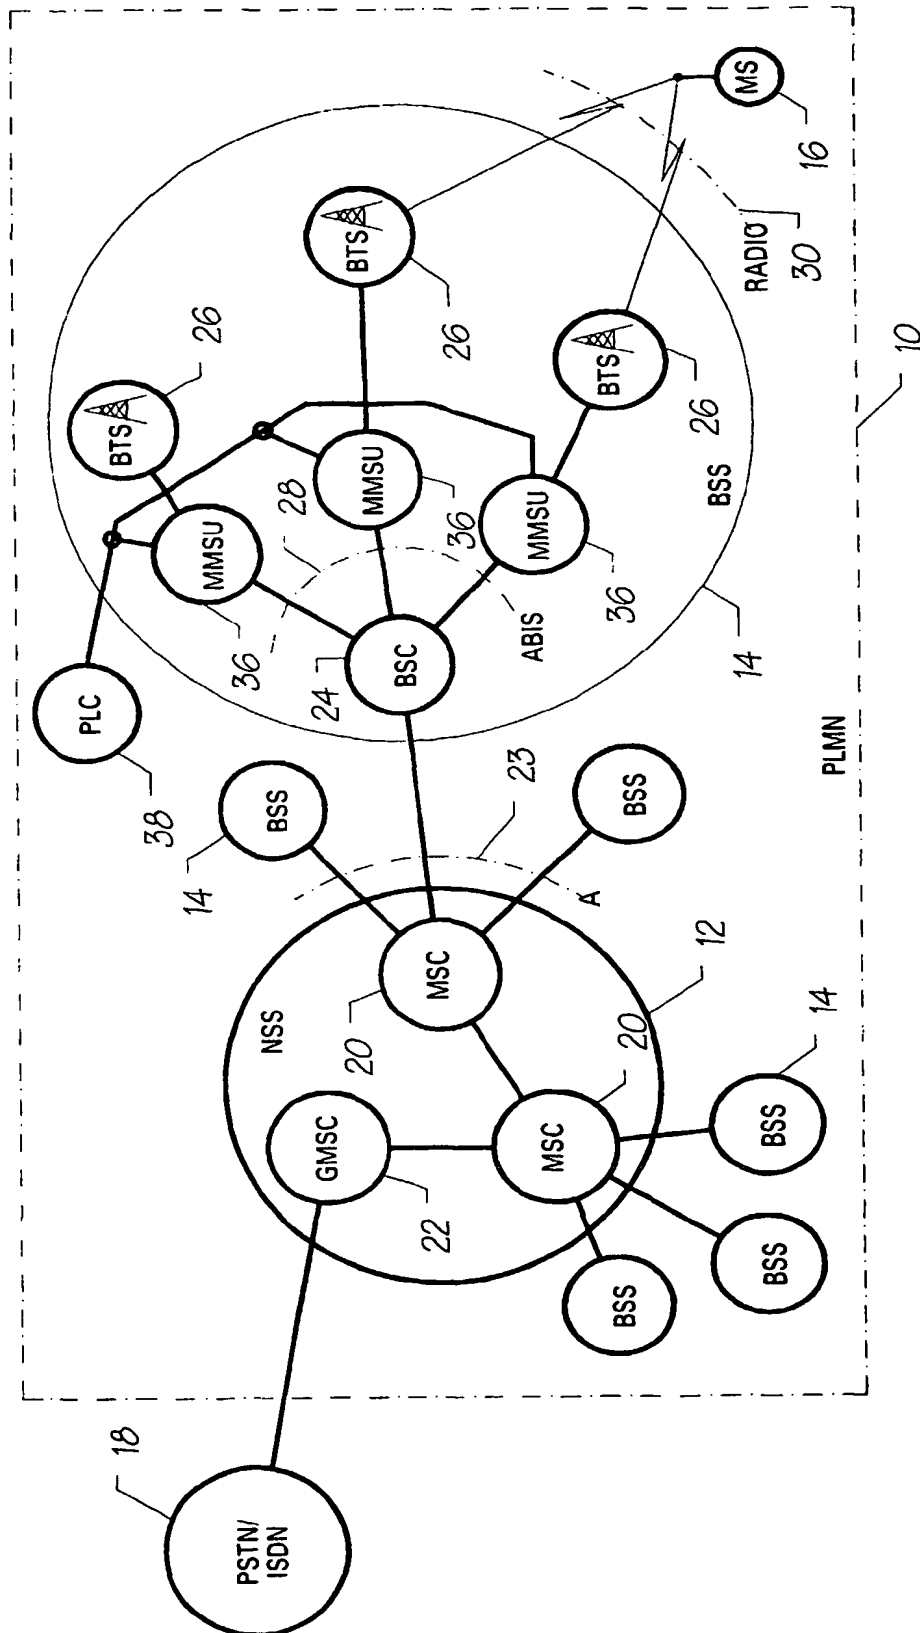 PSTN/
ISDN
18
GMSC
22
NSS
MSC
20
MSC
20
12
BSS
BSS
BSS
14
BSS
14
BSS
A
23
PLC
38
BSC
24
ABIS
28
MMSU
36
MMSU
36
MMSU
36
BTS
26
BTS
26
BTS
26
BSS
14
RADIO
30
MS
16
PLMN
10